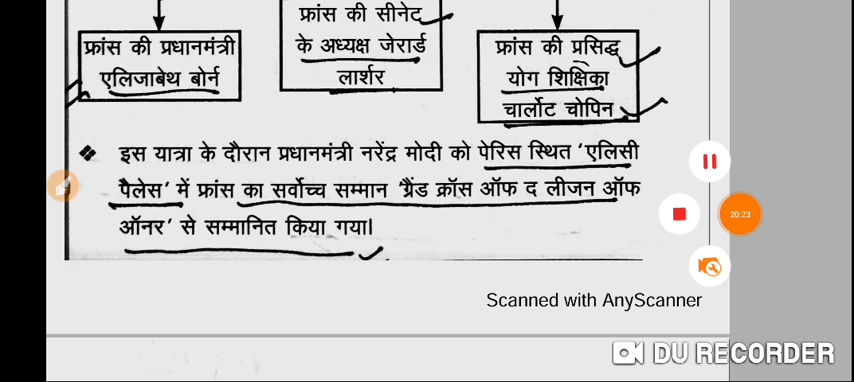 फ्रांस की प्रधानमंत्री
एलिजाबेथ बोर्न
फ्रांस की सीनेट
के अध्यक्ष जेरार्ड
लार्शर
फ्रांस की प्रसिद्ध
योग शिक्षिका
चार्लोट चोपिन
❖ इस यात्रा के दौरान प्रधानमंत्री नरेंद्र मोदी को पेरिस स्थित ‘एलिसी
पैलेस’ में फ्रांस का सर्वोच्च सम्मान ‘ग्रैंड क्रॉस ऑफ द लीजन ऑफ
ऑनर’ से सम्मानित किया गया।
20:23
Scanned with AnyScanner
DU RECORDER